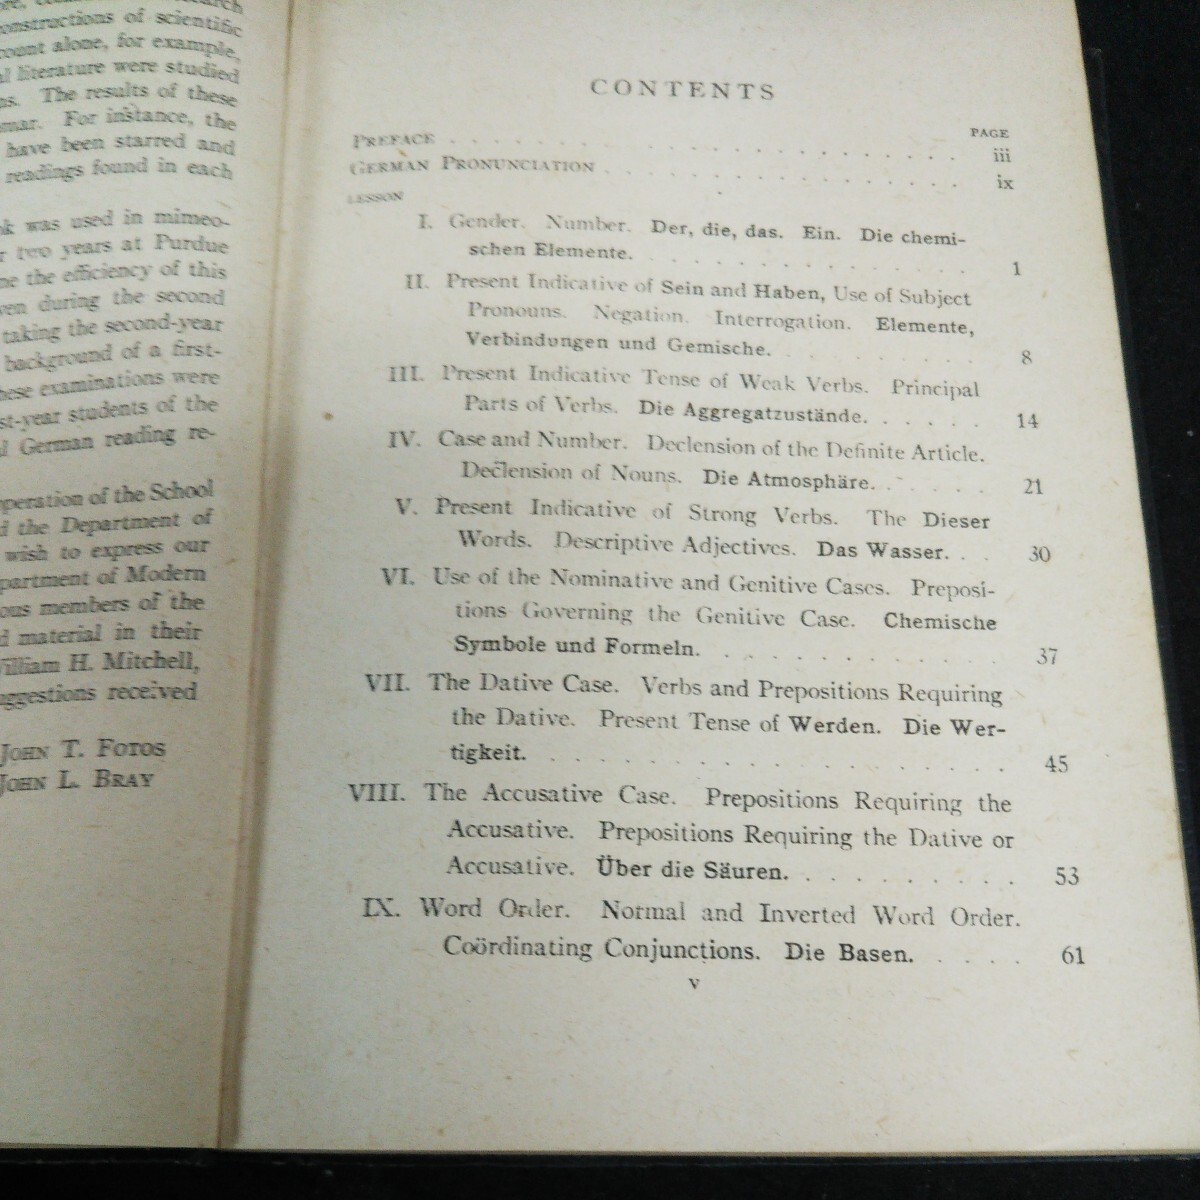 constructions of scientific
count alone, for example,
literature were studied
The results of these
For instance, the
have been starred and
readings found in each
was used in mimeo-
two years at Purdue
the efficiency of this
during the second
taking the second-year
background of a first-
these examinations were
st-year students of the
German reading re-
operation of the School
the Department of
wish to express our
partment of Modern
ous members of the
material in their
William H. Mitchell,
uggestions received
JOHN T. FOTOS
JOHN L. BRAY
CONTENTS
PAGE
PREFACE . . . . . . . . . . . . . . . . . . iii
GERMAN PRONUNCIATION . . . . . . . . . . . . ix
LESSON
I. Gender. Number. Der, die, das. Ein. Die chemi-
schen Elemente. . . . . . . . . . . . . 1
II. Present Indicative of Sein and Haben, Use of Subject
Pronouns. Negation. Interrogation. Elemente,
Verbindungen und Gemische. . . . . . . . . 8
III. Present Indicative Tense of Weak Verbs. Principal
Parts of Verbs. Die Aggregatzustände. . . . . . 14
IV. Case and Number. Declension of the Definite Article.
Declension of Nouns. Die Atmosphäre. . . . . . 21
V. Present Indicative of Strong Verbs. The Dieser
Words. Descriptive Adjectives. Das Wasser. . . 30
VI. Use of the Nominative and Genitive Cases. Preposi-
tions Governing the Genitive Case. Chemische
Symbole und Formeln. . . . . . . . . . . . 37
VII. The Dative Case. Verbs and Prepositions Requiring
the Dative. Present Tense of Werden. Die Wer-
tigkeit. . . . . . . . . . . . . . . . . 45
VIII. The Accusative Case. Prepositions Requiring the
Accusative. Prepositions Requiring the Dative or
Accusative. Über die Säuren. . . . . . . . . 53
IX. Word Order. Normal and Inverted Word Order.
Coördinating Conjunctions. Die Basen. . . . . 61
v